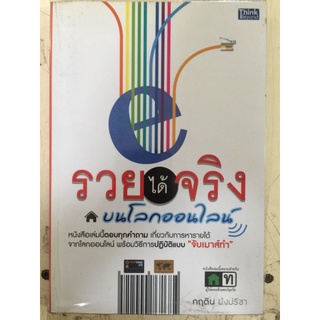 Think
Beyond
e
รวยได้จริง
บนโลกออนไลน์
หนังสือเล่มนี้ตอบทุกคำถาม เกี่ยวกับการหารายได้
จากโลกออนไลน์ พร้อมวิธีการปฏิบัติแบบ "จับเมาส์ทำ"
ท
กฤติน มังปรีชา